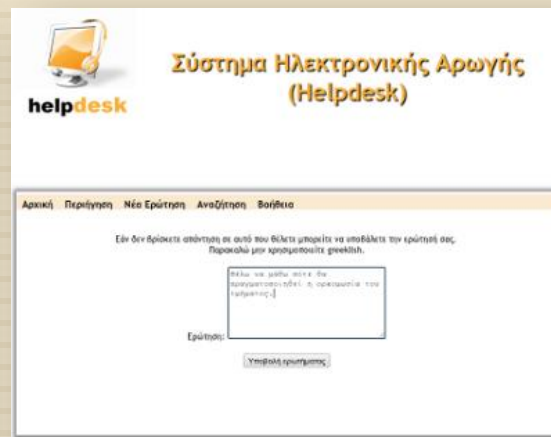 helpdesk
Σύστημα Ηλεκτρονικής Αρωγής
(Helpdesk)
Αρχική Περιήγηση Νέα Ερώτηση Αναζήτηση Βοήθεια
Εάν δεν βρίσκετε απάντηση σε αυτό που θέλετε μπορείτε να υποβάλετε την ερώτησή σας.
Παρακαλώ μην χρησιμοποιείτε greeklish.
Θέλω να μάθω πότε θα
πραγματοποιηθεί η ορκωμοσία του
τμήματος.
Ερώτηση:
Υποβολή ερωτήματος